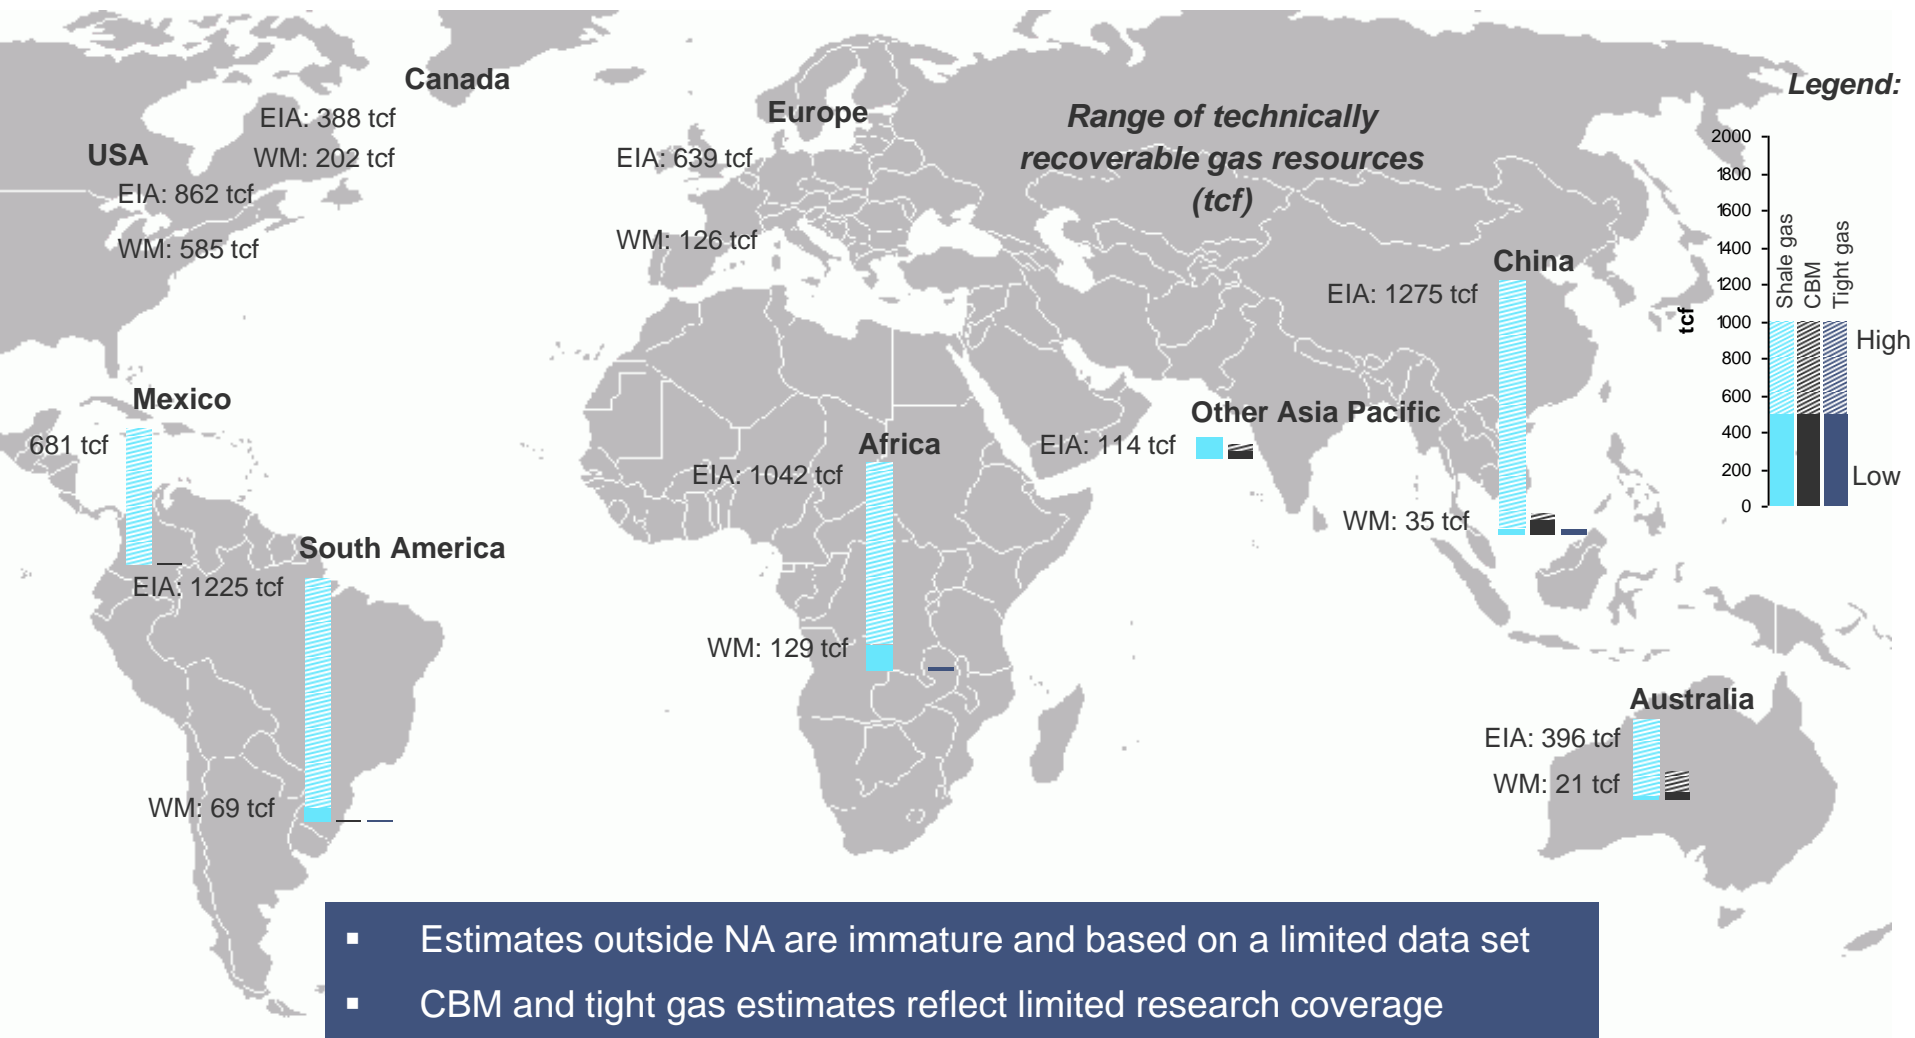 Canada
EIA: 388 tcf
WM: 202 tcf
USA
EIA: 862 tcf
WM: 585 tcf
Europe
EIA: 639 tcf
WM: 126 tcf
Range of technically
recoverable gas resources
(tcf)
Legend:
2000
1800
1600
1400
1200
1000
800
600
400
200
0
tcf
Shale gas
CBM
Tight gas
High
Low
China
EIA: 1275 tcf
WM: 35 tcf
Mexico
681 tcf
Other Asia Pacific
EIA: 114 tcf
Africa
EIA: 1042 tcf
WM: 129 tcf
South America
EIA: 1225 tcf
WM: 69 tcf
Australia
EIA: 396 tcf
WM: 21 tcf
▪ Estimates outside NA are immature and based on a limited data set
▪ CBM and tight gas estimates reflect limited research coverage